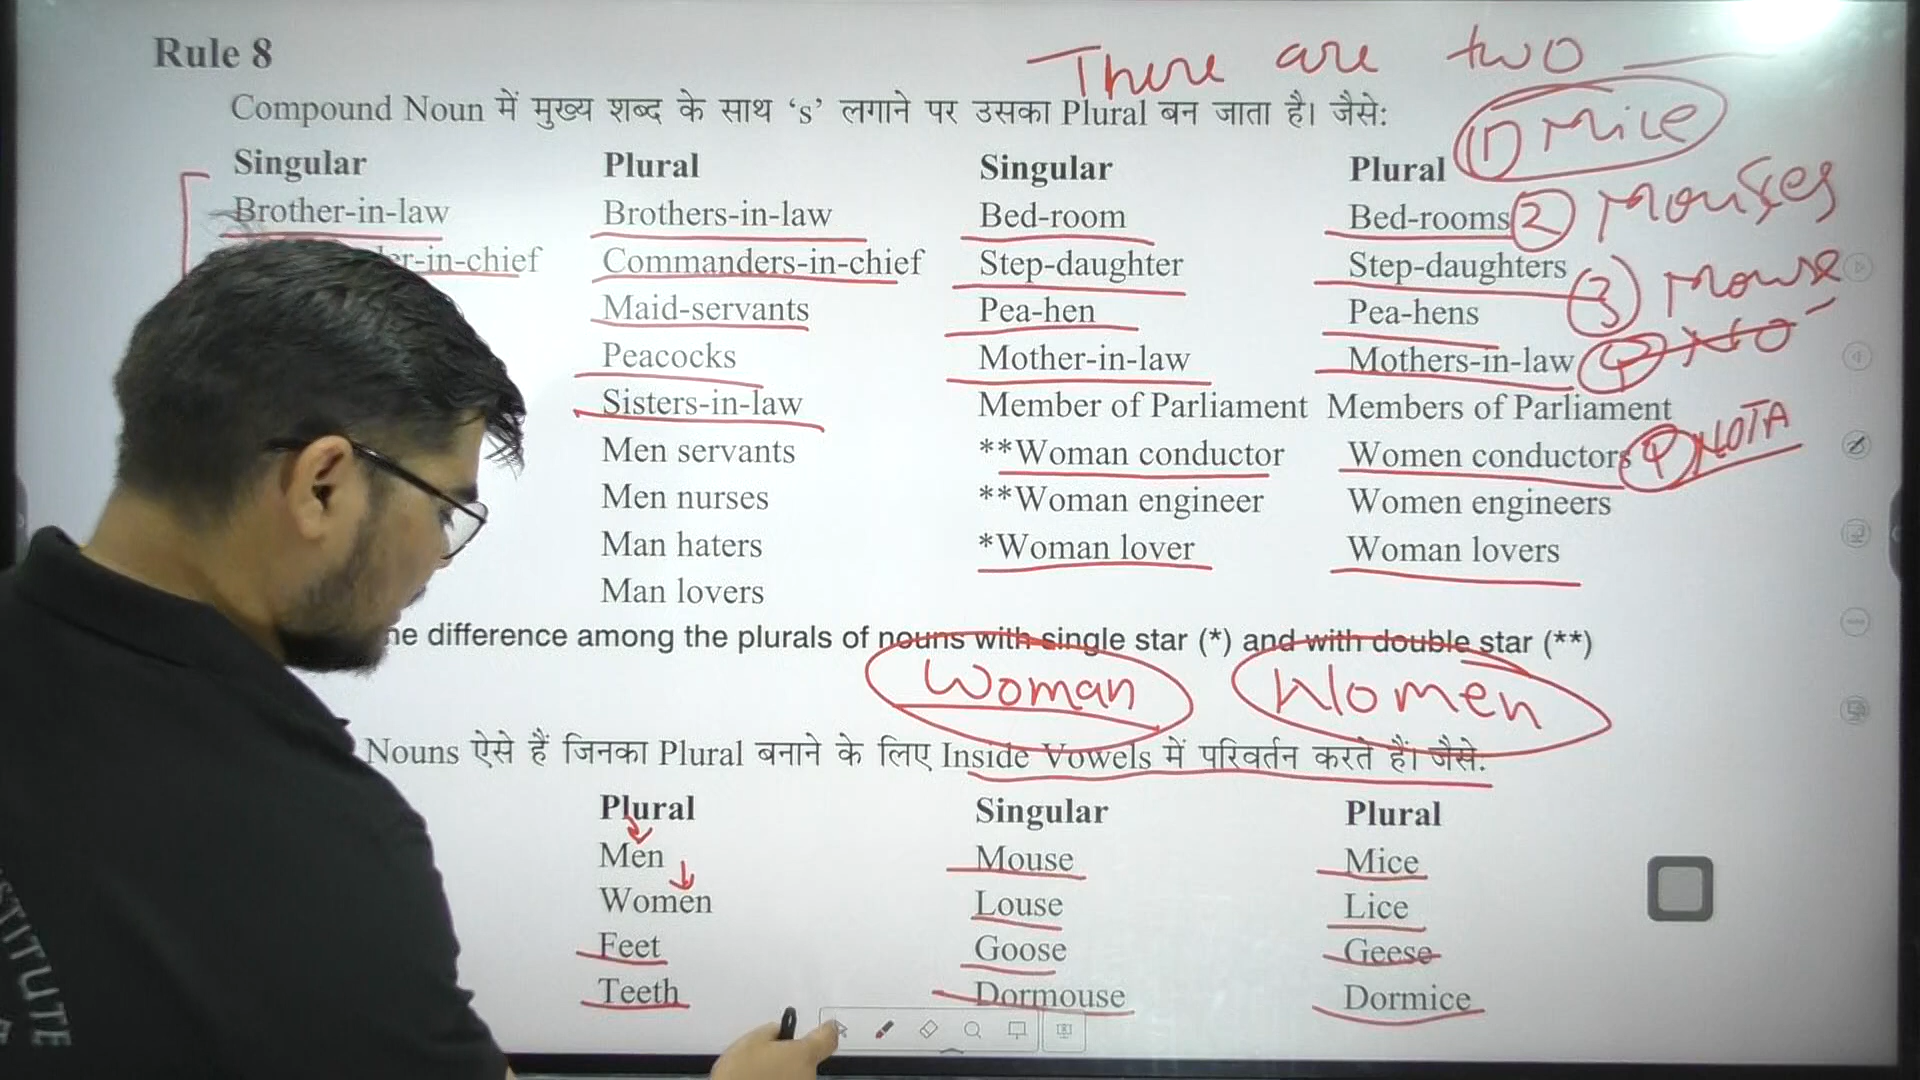 Rule 8
There are two
Compound Noun में मुख्य शब्द के साथ ‘s’ लगाने पर उसका Plural बन जाता है। जैसे:
1) Mice
Singular Plural Singular Plural
Brother-in-law Brothers-in-law Bed-room Bed-rooms
2 Mouses
er-in-chief Commanders-in-chief Step-daughter Step-daughters
3 Mouse
Maid-servants Pea-hen Pea-hens
Peacocks Mother-in-law Mothers-in-law
4 NO
Sisters-in-law Member of Parliament Members of Parliament
Men servants **Woman conductor Women conductors
4 NOTA
Men nurses **Woman engineer Women engineers
Man haters *Woman lover Woman lovers
Man lovers
he difference among the plurals of nouns with single star (*) and with double star (**)
Woman Women
Nouns ऐसे हैं जिनका Plural बनाने के लिए Inside Vowels में परिवर्तन करते हैं। जैसे:
Plural Singular Plural
Men Mouse Mice
Women Louse Lice
Feet Goose Geese
Teeth Dormouse Dormice
STITUTE